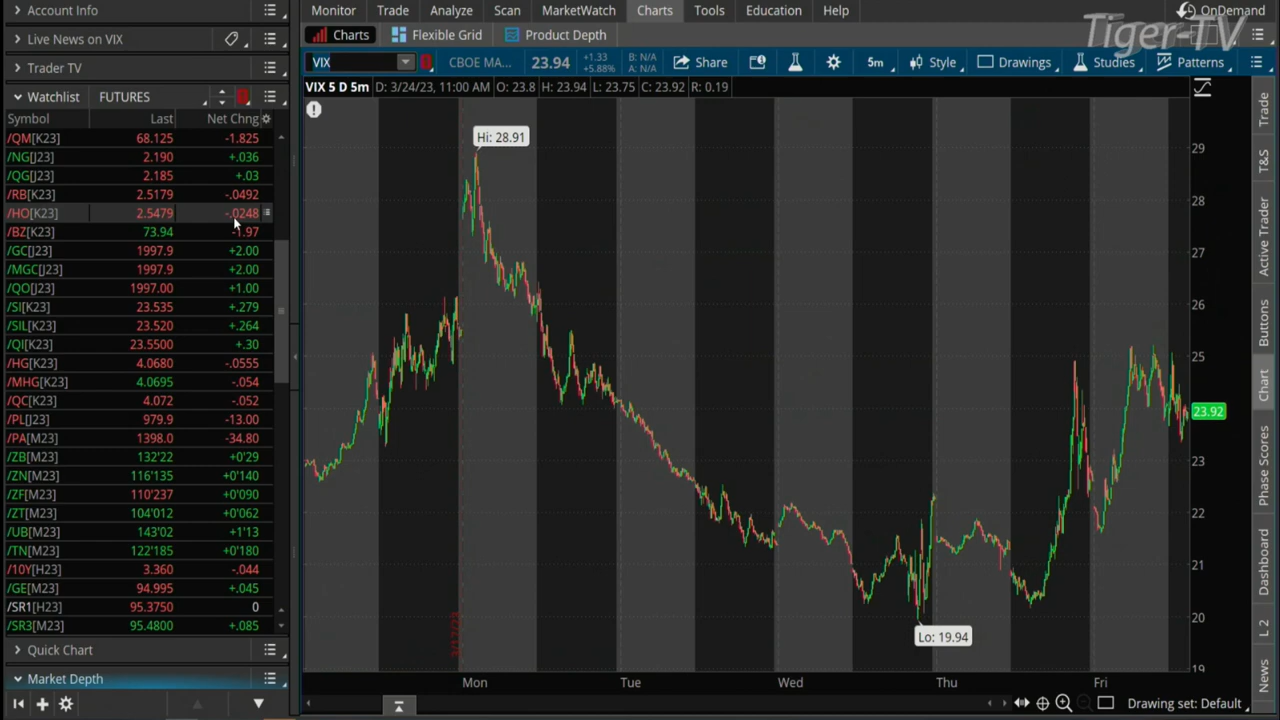 Account Info
Live News on VIX
Trader TV
Watchlist FUTURES
Symbol Last Net Chng
/QM[K23] 68.125 -1.825
/NG[J23] 2.190 +.036
/QG[J23] 2.185 +.03
/RB[K23] 2.5179 -.0492
/HO[K23] 2.5479 -.0248
/BZ[K23] 73.94 -1.97
/GC[J23] 1997.9 +2.00
/MGC[J23] 1997.9 +2.00
/QO[J23] 1997.00 +1.00
/SI[K23] 23.535 +.279
/SIL[K23] 23.520 +.264
/QI[K23] 23.5500 +.30
/HG[K23] 4.0680 -.0555
/MHG[K23] 4.0695 -.054
/QC[K23] 4.072 -.052
/PL[J23] 979.9 -13.00
/PA[M23] 1398.0 -34.80
/ZB[M23] 132'22 +0'29
/ZN[M23] 116'135 +0'140
/ZF[M23] 110'237 +0'090
/ZT[M23] 104'012 +0'062
/UB[M23] 143'02 +1'13
/TN[M23] 122'185 +0'180
/10Y[H23] 3.360 -.044
/GE[M23] 94.995 +.045
/SR1[H23] 95.3750 0
/SR3[M23] 95.4800 +.085
Quick Chart
Market Depth
Monitor Trade Analyze Scan MarketWatch Charts Tools Education Help
OnDemand
Tiger-TV
Charts Flexible Grid Product Depth
VIX CBOE MA... 23.94 +1.33 +5.88% B: N/A A: N/A Share 5m Style Drawings Studies Patterns
VIX 5 D 5m D: 3/24/23, 11:00 AM O: 23.8 H: 23.94 L: 23.75 C: 23.92 R: 0.19
Hi: 28.91
Lo: 19.94
3/17/23
29
28
27
26
25
23.92
23
22
21
20
19
Mon Tue Wed Thu Fri
Drawing set: Default
Trade
T&S
Active Trader
Buttons
Chart
Phase Scores
Dashboard
L 2
News